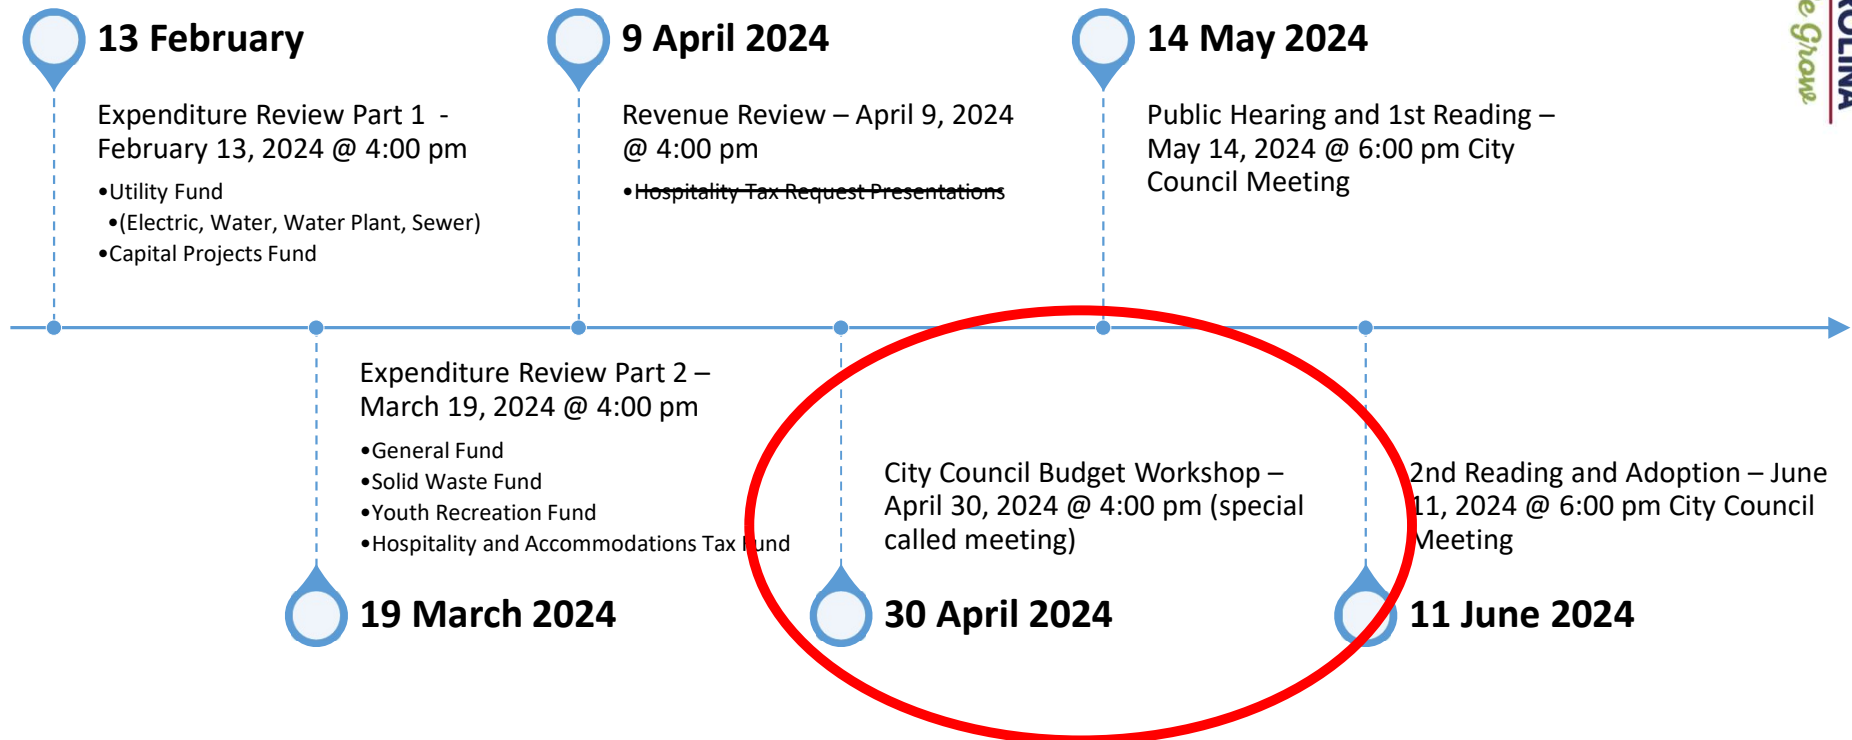 13 February
Expenditure Review Part 1  -
February 13, 2024 @ 4:00 pm
•Utility Fund
•(Electric, Water, Water Plant, Sewer)
•Capital Projects Fund
9 April 2024
Revenue Review – April 9, 2024
@ 4:00 pm
•Hospitality Tax Request Presentations
14 May 2024
Public Hearing and 1st Reading –
May 14, 2024 @ 6:00 pm City
Council Meeting
Expenditure Review Part 2 –
March 19, 2024 @ 4:00 pm
•General Fund
•Solid Waste Fund
•Youth Recreation Fund
•Hospitality and Accommodations Tax Fund
19 March 2024
City Council Budget Workshop –
April 30, 2024 @ 4:00 pm (special
called meeting)
30 April 2024
2nd Reading and Adoption – June
11, 2024 @ 6:00 pm City Council
Meeting
11 June 2024